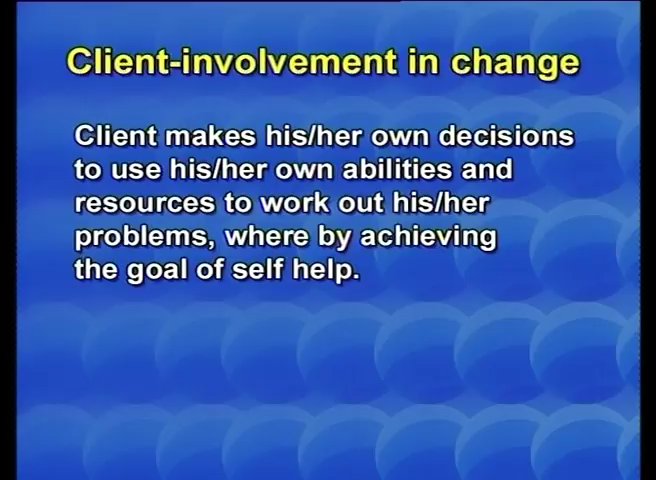 Client-involvement in change
Client makes his/her own decisions
to use his/her own abilities and
resources to work out his/her
problems, where by achieving
the goal of self help.